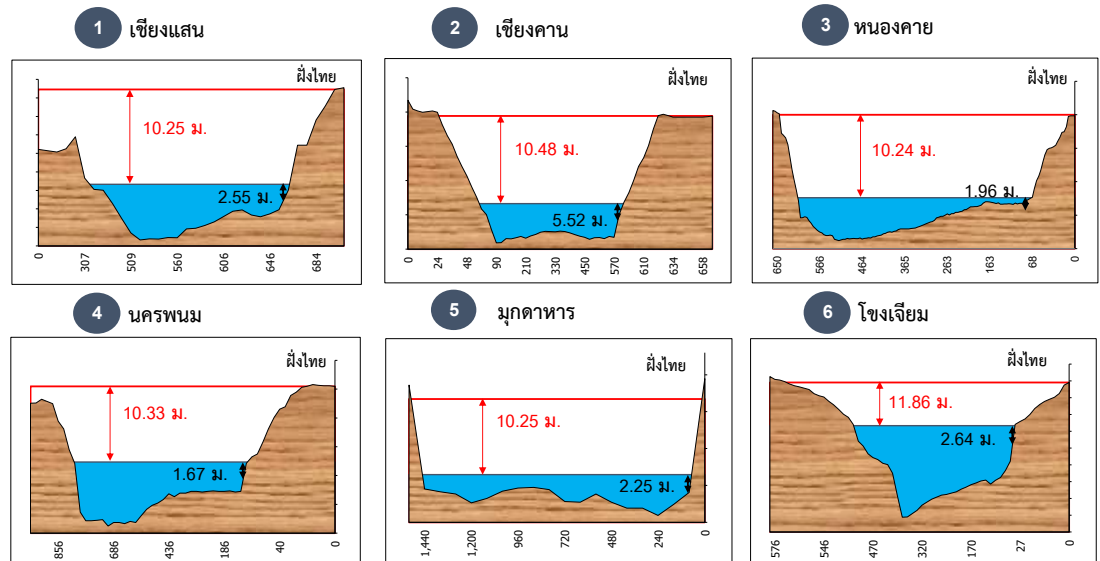 1 เชียงแสน
ฝั่งไทย
10.25 ม.
2.55 ม.
0 307 509 560 606 646 684
2 เชียงคาน
ฝั่งไทย
10.48 ม.
5.52 ม.
0 24 48 90 210 330 450 570 610 634 658
3 หนองคาย
ฝั่งไทย
10.24 ม.
1.96 ม.
650 566 464 365 263 163 68 0
4 นครพนม
ฝั่งไทย
10.33 ม.
1.67 ม.
856 686 436 186 40 0
5 มุกดาหาร
ฝั่งไทย
10.25 ม.
2.25 ม.
1,440 1,200 960 720 480 240 0
6 โขงเจียม
ฝั่งไทย
11.86 ม.
2.64 ม.
576 546 470 320 170 27 0